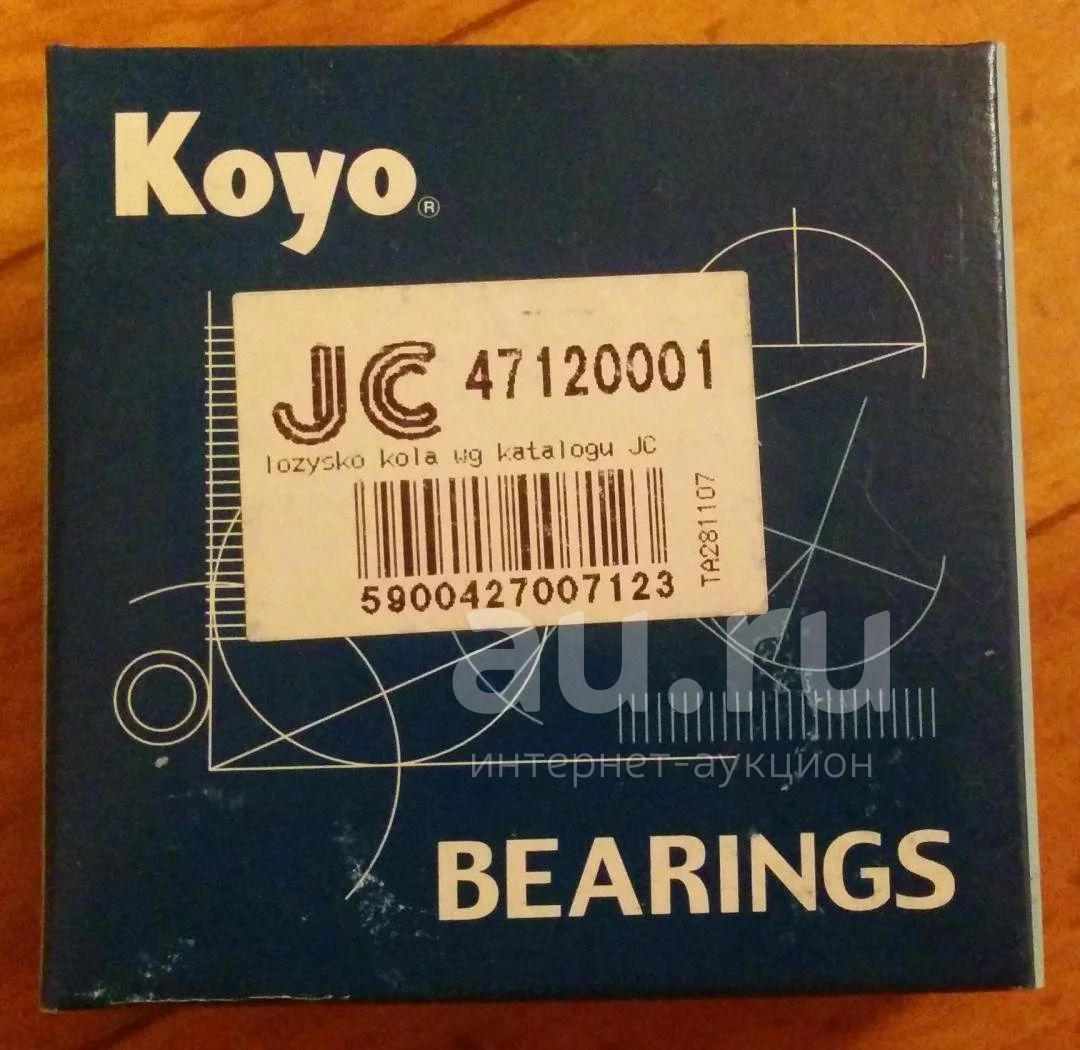 Koyo®
JC 47120001
lozysko kola wg katalogu JC
TA281107
5900427007123
au.ru
интернет-аукцион
BEARINGS